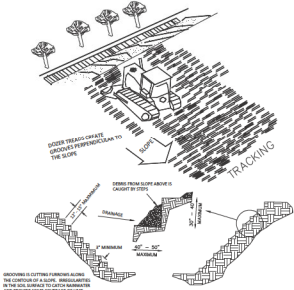 DOZER TREADS CREATE
GROOVES PERPENDICULAR TO
THE SLOPE
SLOPE
TRACKING
DEBRIS FROM SLOPE ABOVE IS
CAUGHT BY STEPS
MAXIMUM
DRAINAGE
3" MINIMUM
40" - 50"
MAXIMUM
30" - 40"
MAXIMUM
GROOVING IS CUTTING FURROWS ALONG
THE CONTOUR OF A SLOPE. IRREGULARITIES
IN THE SOIL SURFACE TO CATCH RAINWATER